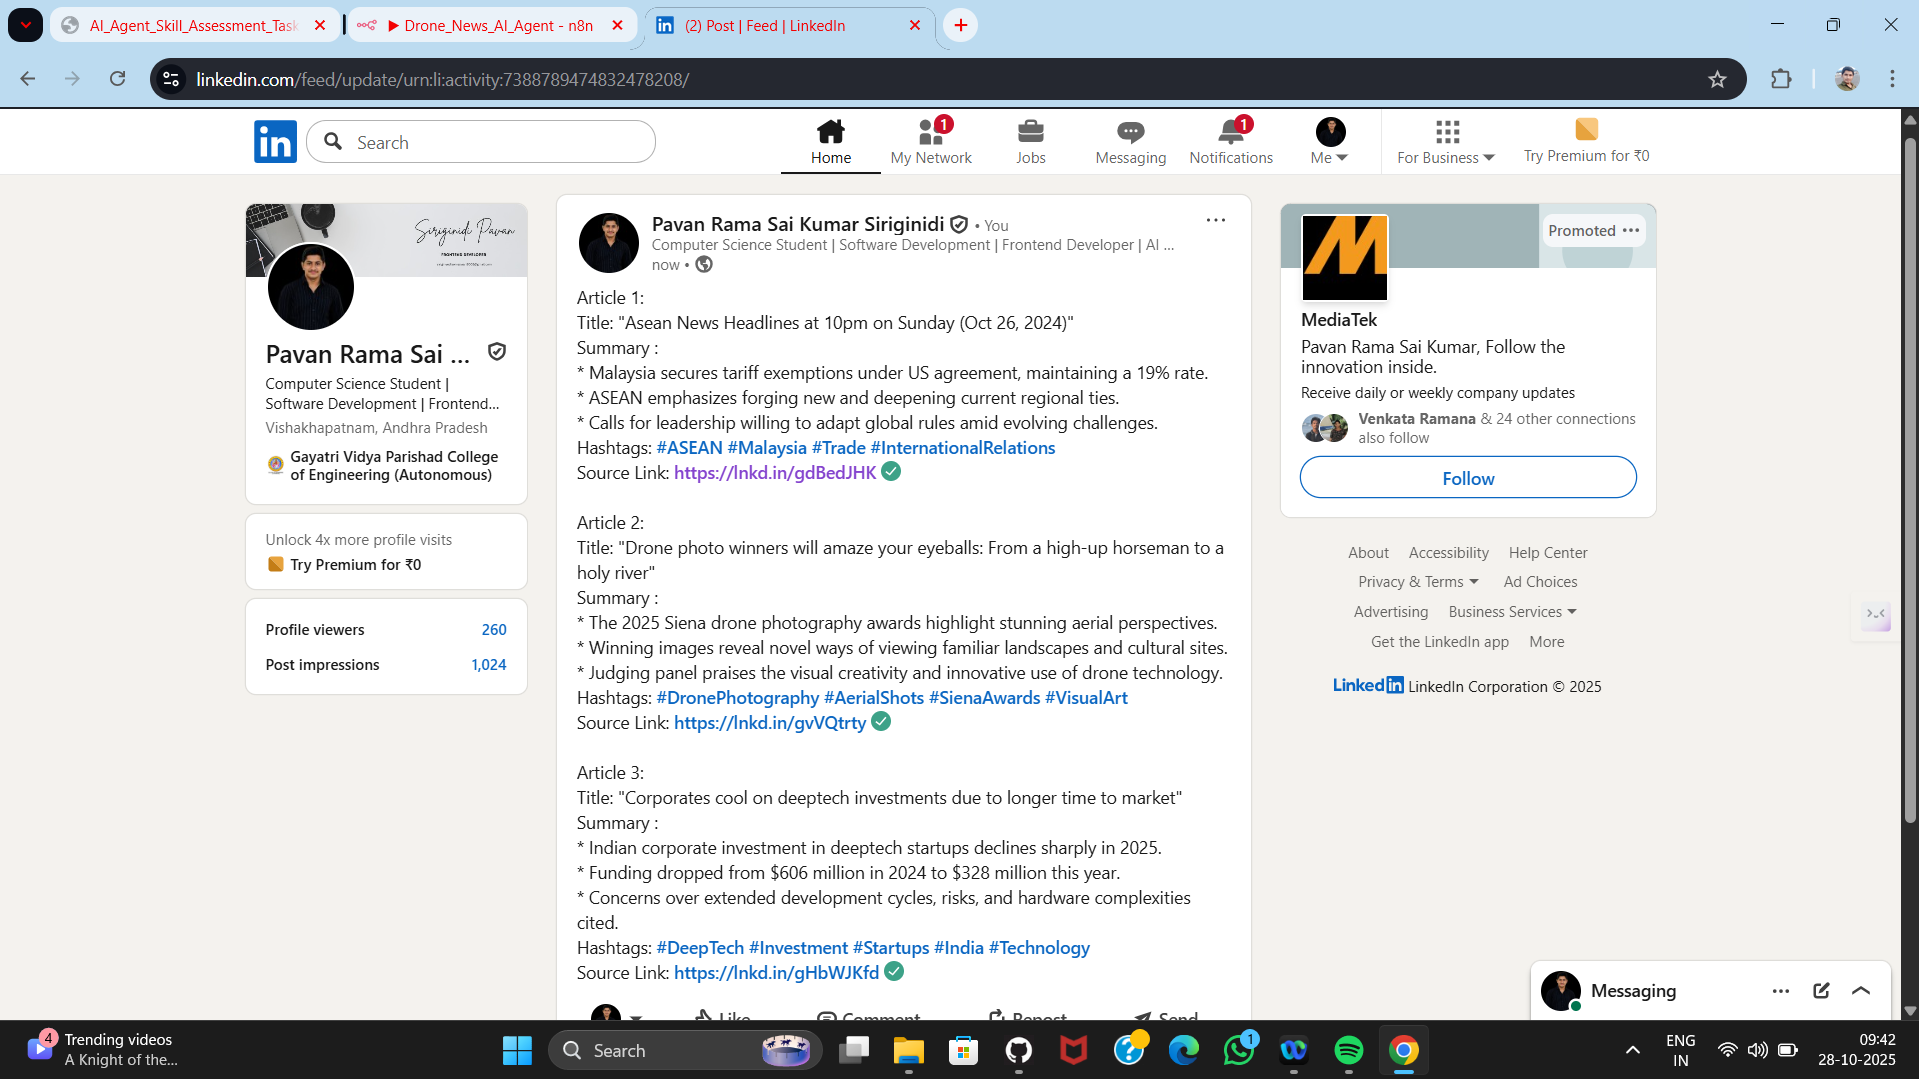 AI_Agent_Skill_Assessment_Task
Drone_News_AI_Agent - n8n
(2) Post | Feed | LinkedIn
linkedin.com/feed/update/urn:li:activity:7388789474832478208/
in
Search
Home
1
My Network
Jobs
Messaging
1
Notifications
Me
For Business
Try Premium for ₹0
Siriginidi Pavan
FRONTEND DEVELOPER
Pavan Rama Sai ...
Computer Science Student |
Software Development | Frontend...
Vishakhapatnam, Andhra Pradesh
Gayatri Vidya Parishad College
of Engineering (Autonomous)
Unlock 4x more profile visits
Try Premium for ₹0
Profile viewers 260
Post impressions 1,024
Pavan Rama Sai Kumar Siriginidi • You
Computer Science Student | Software Development | Frontend Developer | AI ...
now •
Article 1:
Title: "Asean News Headlines at 10pm on Sunday (Oct 26, 2024)"
Summary :
* Malaysia secures tariff exemptions under US agreement, maintaining a 19% rate.
* ASEAN emphasizes forging new and deepening current regional ties.
* Calls for leadership willing to adapt global rules amid evolving challenges.
Hashtags: #ASEAN #Malaysia #Trade #InternationalRelations
Source Link: https://lnkd.in/gdBedJHK
Article 2:
Title: "Drone photo winners will amaze your eyeballs: From a high-up horseman to a
holy river"
Summary :
* The 2025 Siena drone photography awards highlight stunning aerial perspectives.
* Winning images reveal novel ways of viewing familiar landscapes and cultural sites.
* Judging panel praises the visual creativity and innovative use of drone technology.
Hashtags: #DronePhotography #AerialShots #SienaAwards #VisualArt
Source Link: https://lnkd.in/gvVQtrty
Article 3:
Title: "Corporates cool on deeptech investments due to longer time to market"
Summary :
* Indian corporate investment in deeptech startups declines sharply in 2025.
* Funding dropped from $606 million in 2024 to $328 million this year.
* Concerns over extended development cycles, risks, and hardware complexities
cited.
Hashtags: #DeepTech #Investment #Startups #India #Technology
Source Link: https://lnkd.in/gHbWJKfd
Like Comment Repost Send
Promoted
MediaTek
Pavan Rama Sai Kumar, Follow the
innovation inside.
Receive daily or weekly company updates
Venkata Ramana & 24 other connections
also follow
Follow
About Accessibility Help Center
Privacy & Terms Ad Choices
Advertising Business Services
Get the LinkedIn app More
Linkedin LinkedIn Corporation © 2025
Messaging
4
Trending videos
A Knight of the...
Search
1
ENG
IN
09:42
28-10-2025